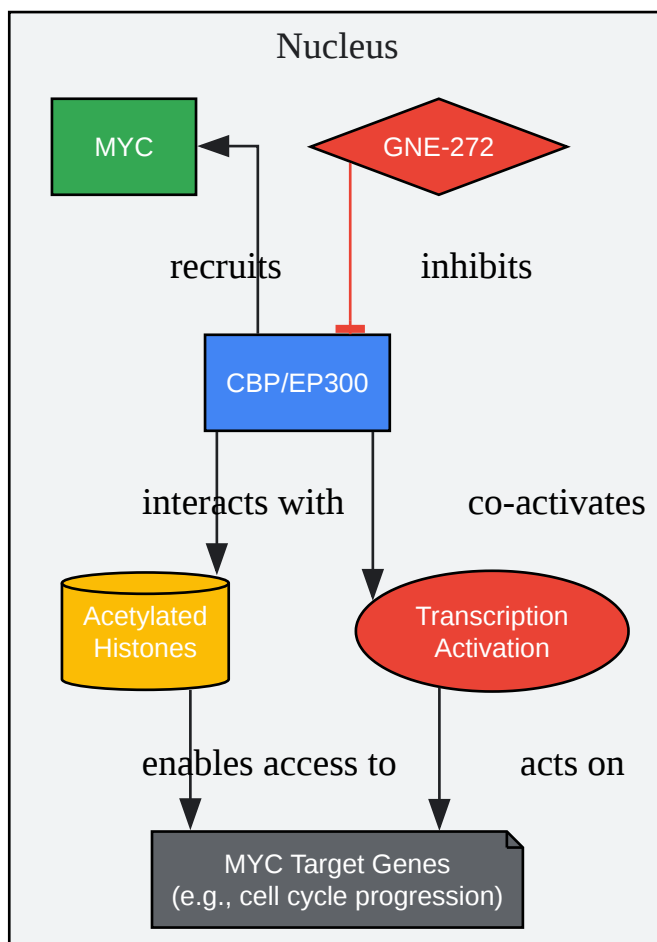 Nucleus
MYC
GNE-272
recruits
inhibits
CBP/EP300
interacts with
co-activates
Acetylated
Histones
Transcription
Activation
enables access to
acts on
MYC Target Genes
(e.g., cell cycle progression)